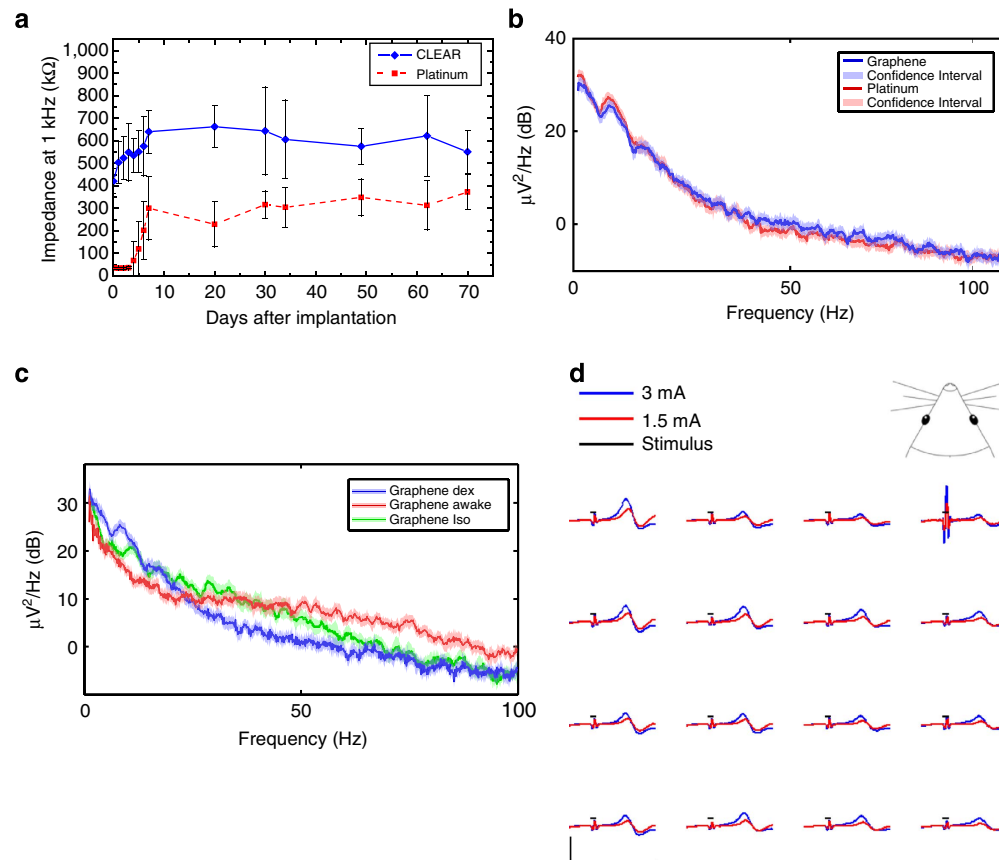 a
1,000
900
800
700
600
500
400
300
200
100
0
Impedance at 1 kHz (kΩ)
CLEAR
Platinum
0 10 20 30 40 50 60 70
Days after implantation
b
40
20
0
μV²/Hz (dB)
Graphene
Confidence Interval
Platinum
Confidence Interval
0 50 100
Frequency (Hz)
c
30
20
10
0
μV²/Hz (dB)
Graphene dex
Graphene awake
Graphene Iso
0 50 100
Frequency (Hz)
d
3 mA
1.5 mA
Stimulus